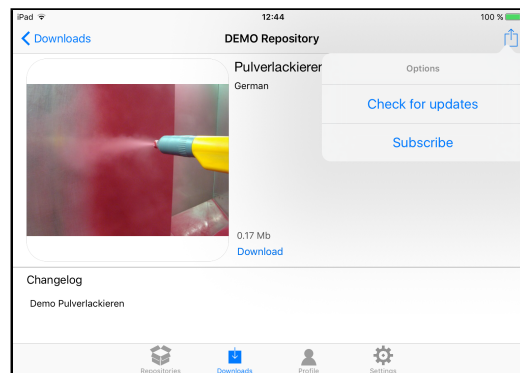 iPad 12:44 100 %
Downloads DEMO Repository
Pulverlackieren
German
Options
Check for updates
Subscribe
0.17 Mb
Download
Changelog
Demo Pulverlackieren
Repositories Downloads Profile Settings